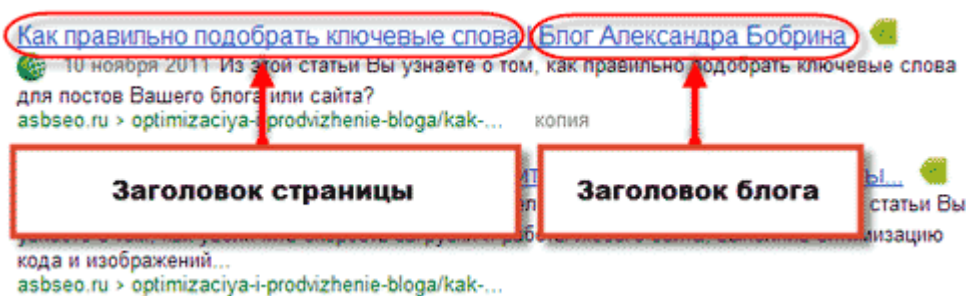 Как правильно подобрать ключевые слова | Блог Александра Бобрина
10 ноября 2011 Из этой статьи Вы узнаете о том, как правильно подобрать ключевые слова
для постов Вашего блога или сайта?
asbseo.ru › optimizaciya-i-prodvizhenie-bloga/kak-... копия
Заголовок страницы
Заголовок блога
статьи Вы
кода и изображений...
asbseo.ru › optimizaciya-i-prodvizhenie-bloga/kak-...